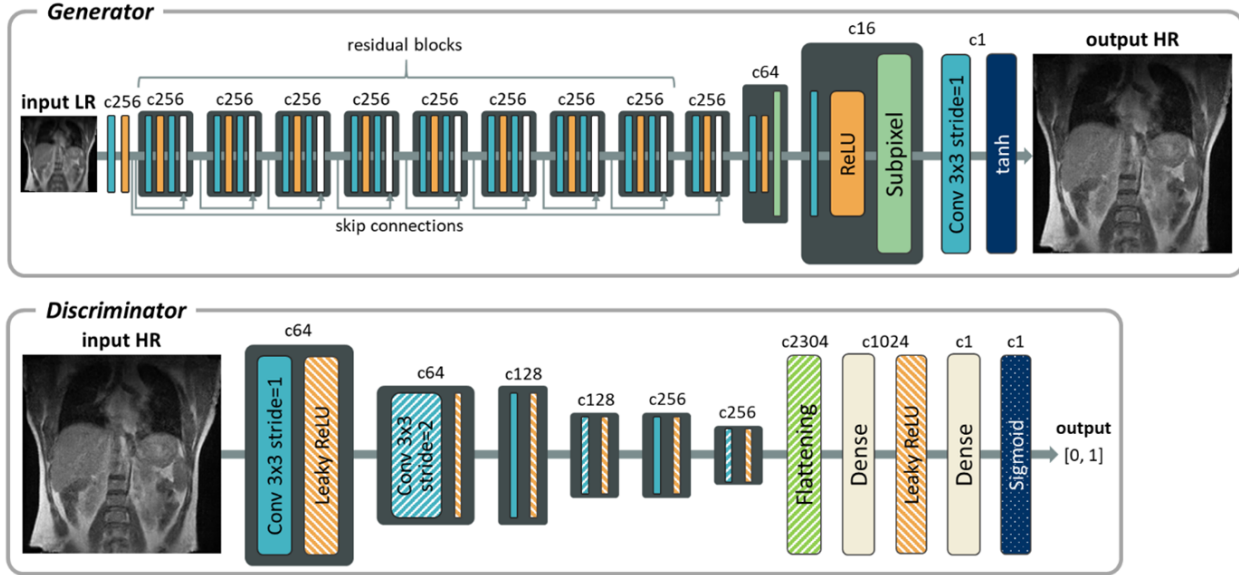 Generator
residual blocks
input LR
c256
c256
c256
c256
c256
c256
c256
c256
c256
c256
c64
c16
c1
output HR
ReLU
Subpixel
Conv 3x3 stride=1
tanh
skip connections
Discriminator
input HR
c64
c64
c128
c128
c256
c256
c2304
c1024
c1
c1
Conv 3x3 stride=1
Leaky ReLU
Conv 3x3
stride=2
Flattening
Dense
Leaky ReLU
Dense
Sigmoid
output
[0, 1]